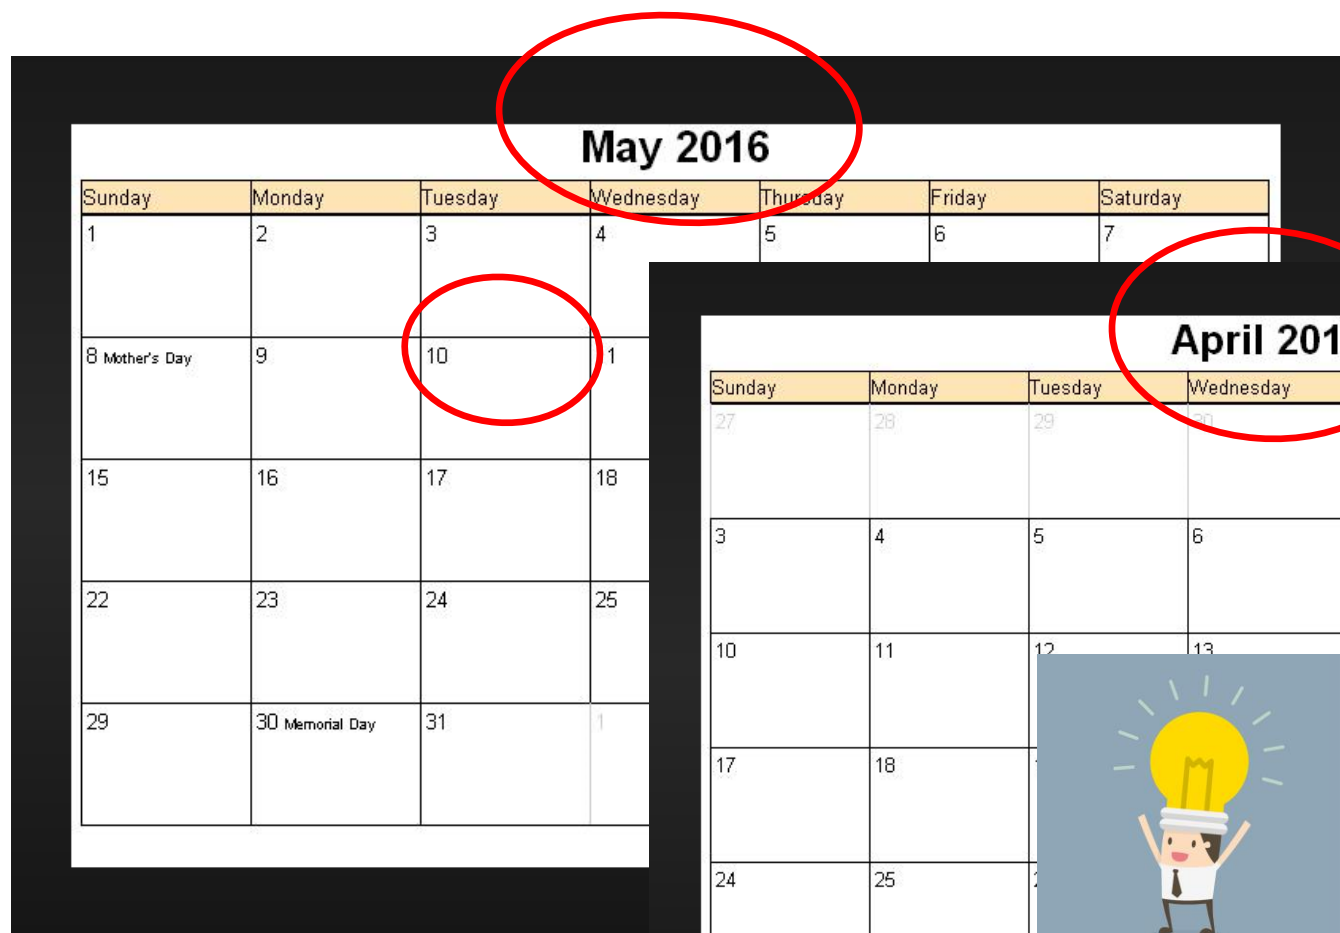 May 2016
Sunday Monday Tuesday Wednesday Thursday Friday Saturday
1 2 3 4 5 6 7
8 Mother's Day 9 10
15 16 17 18
22 23 24 25
29 30 Memorial Day 31 1
April 201
Sunday Monday Tuesday Wednesday
27 28 29 30
3 4 5 6
10 11 12 13
17 18
24 25